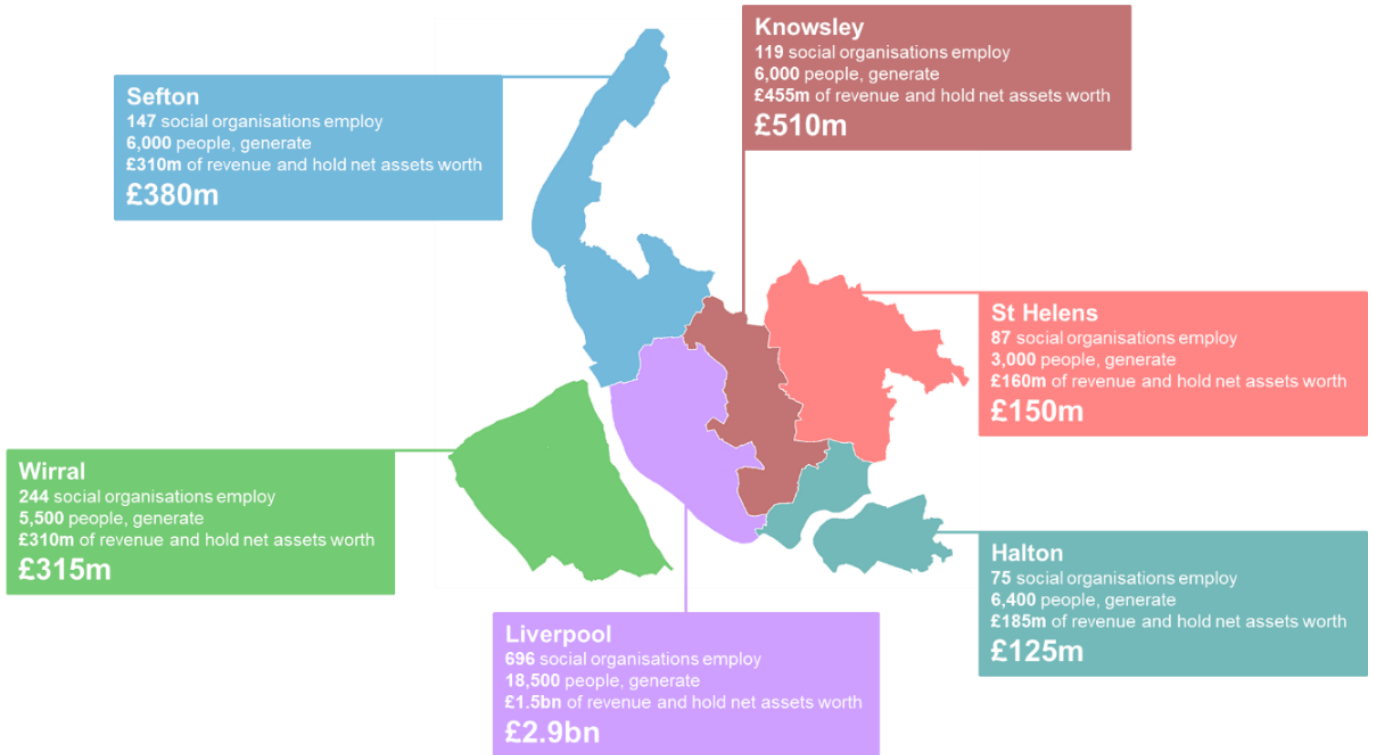 Knowsley
119 social organisations employ
6,000 people, generate
£455m of revenue and hold net assets worth
£510m
Sefton
147 social organisations employ
6,000 people, generate
£310m of revenue and hold net assets worth
£380m
St Helens
87 social organisations employ
3,000 people, generate
£160m of revenue and hold net assets worth
£150m
Wirral
244 social organisations employ
5,500 people, generate
£310m of revenue and hold net assets worth
£315m
Halton
75 social organisations employ
6,400 people, generate
£185m of revenue and hold net assets worth
£125m
Liverpool
696 social organisations employ
18,500 people, generate
£1.5bn of revenue and hold net assets worth
£2.9bn